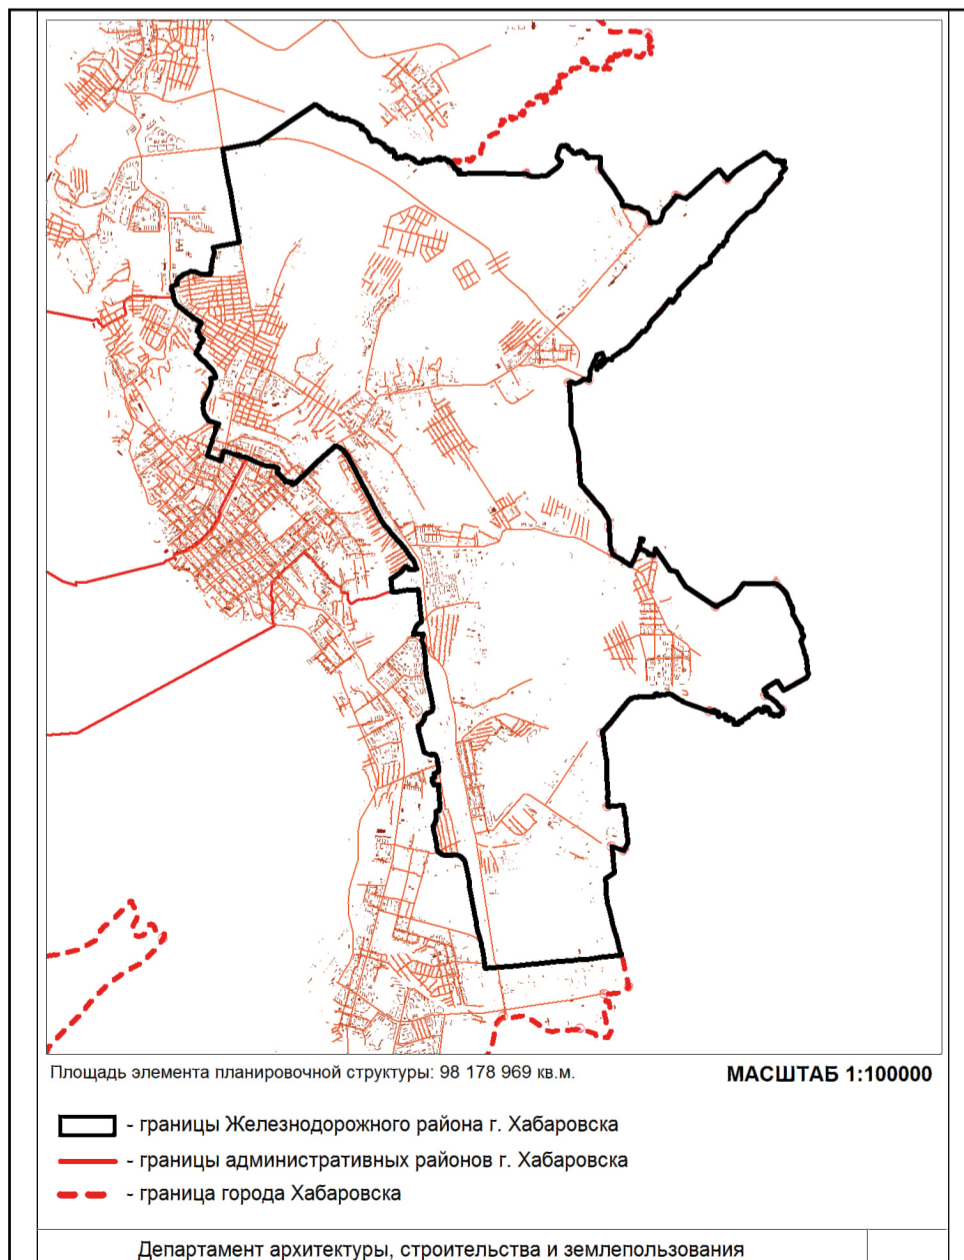 Площадь элемента планировочной структуры: 98 178 969 кв.м.
МАСШТАБ 1:100000
- границы Железнодорожного района г. Хабаровска
- границы административных районов г. Хабаровска
- граница города Хабаровска
Департамент архитектуры, строительства и землепользования